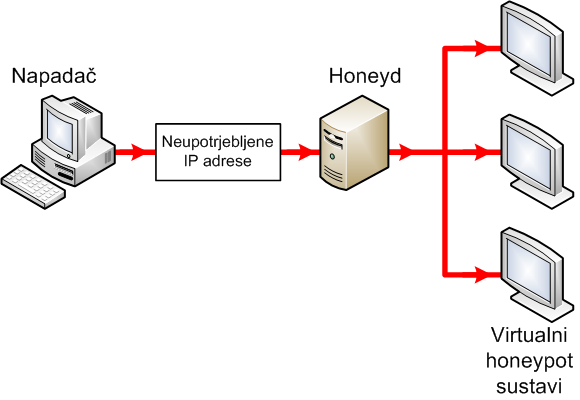 Napadač
Honeyd
Neupotrjebljene
IP adrese
Virtualni
honeypot
sustavi